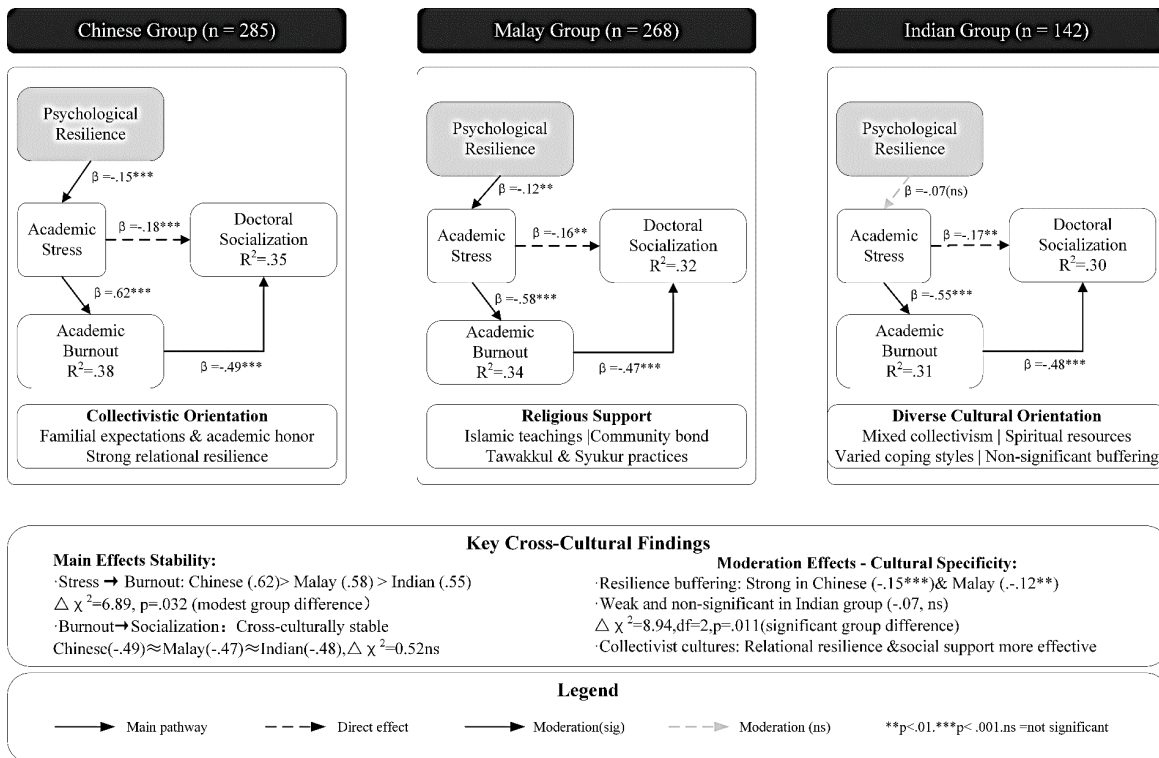 Chinese Group (n = 285)
Psychological
Resilience
β =-.15***
Academic
Stress
β =-.18***
Doctoral
Socialization
R²=.35
β =.62***
Academic
Burnout
R²=.38
β =-.49***
Collectivistic Orientation
Familial expectations & academic honor
Strong relational resilience
Malay Group (n = 268)
Psychological
Resilience
β =-.12**
Academic
Stress
β =-.16**
Doctoral
Socialization
R²=.32
β =-.58***
Academic
Burnout
R²=.34
β =-.47***
Religious Support
Islamic teachings |Community bond
Tawakkul & Syukur practices
Indian Group (n = 142)
Psychological
Resilience
β =-.07(ns)
Academic
Stress
β =-.17**
Doctoral
Socialization
R²=.30
β =-.55***
Academic
Burnout
R²=.31
β =-.48***
Diverse Cultural Orientation
Mixed collectivism | Spiritual resources
Varied coping styles | Non-significant buffering
Key Cross-Cultural Findings
Main Effects Stability:
·Stress → Burnout: Chinese (.62)> Malay (.58) > Indian (.55)
△ χ²=6.89, p=.032 (modest group difference)
·Burnout→Socialization： Cross-culturally stable
Chinese(-.49)≈Malay(-.47)≈Indian(-.48),△ χ²=0.52ns
Moderation Effects - Cultural Specificity:
·Resilience buffering: Strong in Chinese (-.15***)& Malay (-.12**)
·Weak and non-significant in Indian group (-.07, ns)
△ χ²=8.94,df=2,p=.011(significant group difference)
·Collectivist cultures: Relational resilience &social support more effective
Legend
Main pathway
Direct effect
Moderation(sig)
Moderation (ns)
**p<.01.***p< .001.ns =not significant